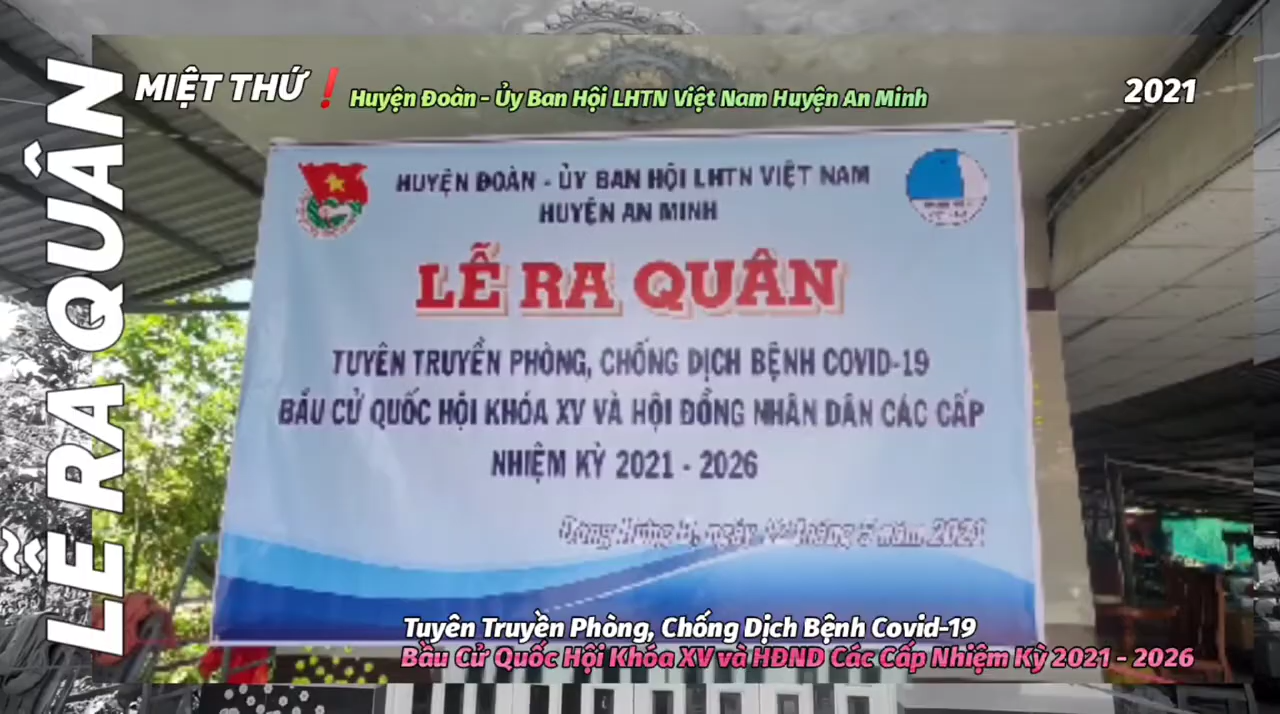 LỄ RA QUÂN
MIỆT THỨ❗
Huyện Đoàn - Ủy Ban Hội LHTN Việt Nam Huyện An Minh
2021
HUYỆN ĐOÀN - ỦY BAN HỘI LHTN VIỆT NAM
HUYỆN AN MINH
LỄ RA QUÂN
TUYÊN TRUYỀN PHÒNG, CHỐNG DỊCH BỆNH COVID-19
BẦU CỬ QUỐC HỘI KHÓA XV VÀ HỘI ĐỒNG NHÂN DÂN CÁC CẤP
NHIỆM KỲ 2021 - 2026
ngày tháng năm 2021
Tuyên Truyền Phòng, Chống Dịch Bệnh Covid-19
Bầu Cử Quốc Hội Khóa XV và HĐND Các Cấp Nhiệm Kỳ 2021 - 2026